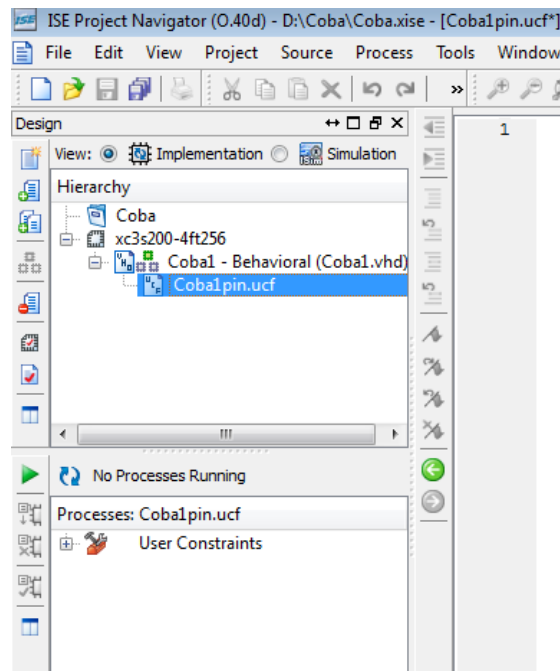 ISE ISE Project Navigator (O.40d) - D:\Coba\Coba.xise - [Coba1pin.ucf*]
File Edit View Project Source Process Tools Window
»
Design
View: Implementation Simulation
Hierarchy
Coba
xc3s200-4ft256
Coba1 - Behavioral (Coba1.vhd)
Coba1pin.ucf
No Processes Running
Processes: Coba1pin.ucf
User Constraints
1